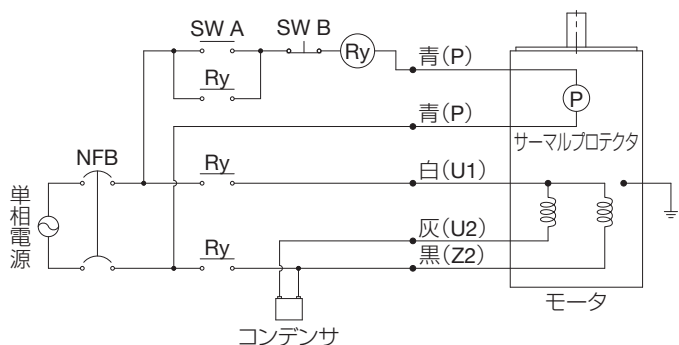 SW A
SW B
Ry
青(P)
Ry
P
青(P)
サーマルプロテクタ
NFB
Ry
白(U1)
単相電源
灰(U2)
Ry
黒(Z2)
モータ
コンデンサ